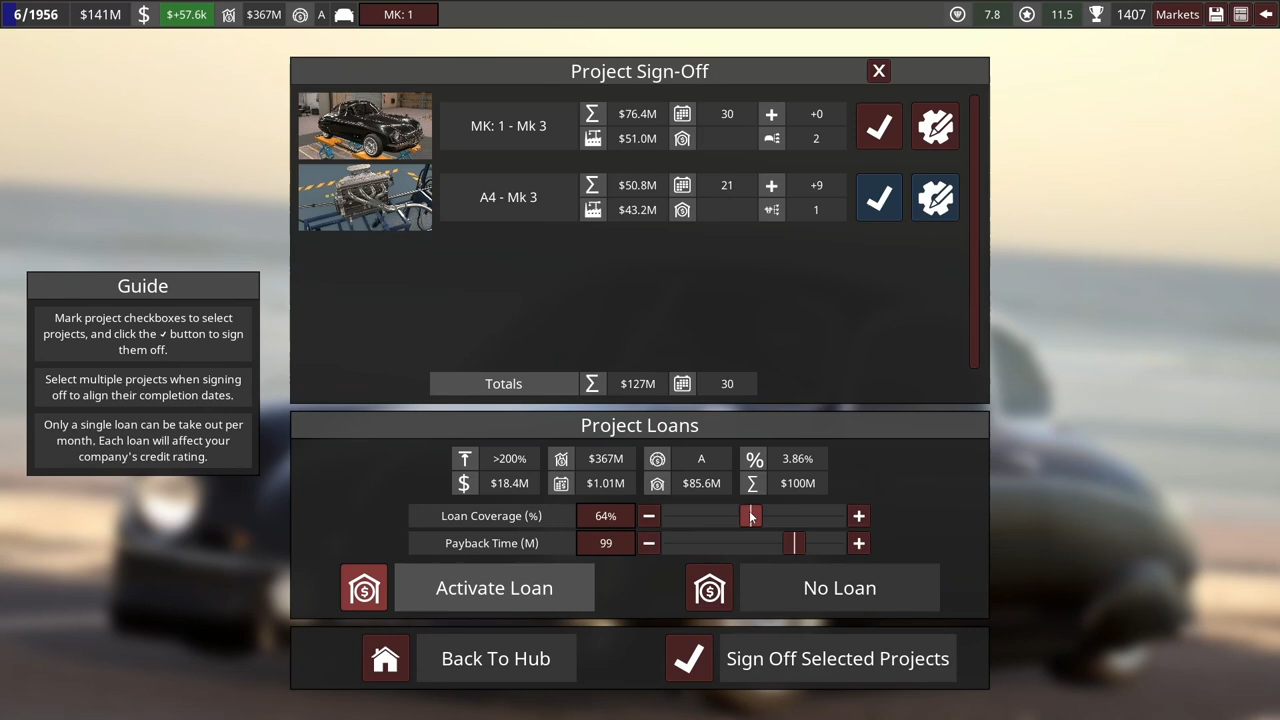 6/1956 $141M $+57.6k $367M A MK: 1 7.8 11.5 1407 Markets
Project Sign-Off X
MK: 1 - Mk 3 $76.4M 30 +0
$51.0M 2
A4 - Mk 3 $50.8M 21 +9
$43.2M 1
Totals $127M 30
Guide
Mark project checkboxes to select
projects, and click the ✓ button to sign
them off.
Select multiple projects when signing
off to align their completion dates.
Only a single loan can be take out per
month. Each loan will affect your
company's credit rating.
Project Loans
>200% $367M A % 3.86%
$ $18.4M $1.01M $85.6M Σ $100M
Loan Coverage (%) 64%
Payback Time (M) 99
Activate Loan No Loan
Back To Hub Sign Off Selected Projects